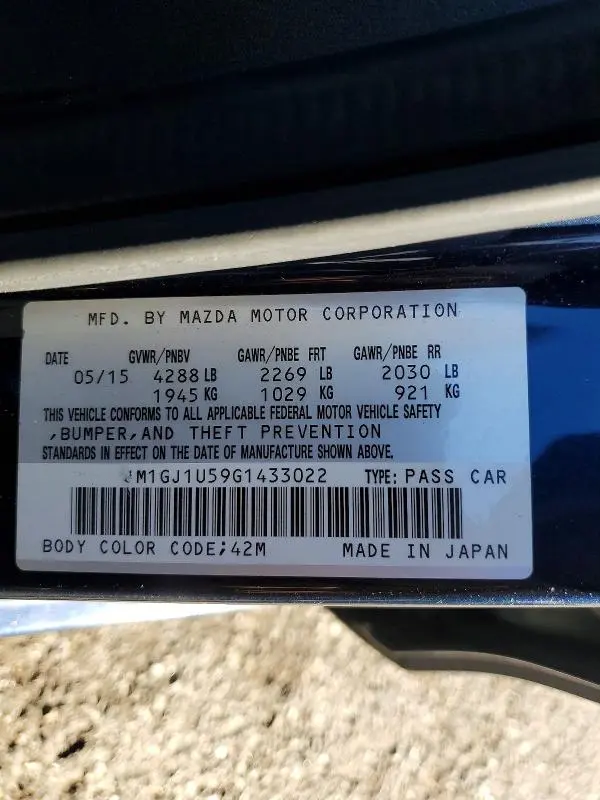 MFD. BY MAZDA MOTOR CORPORATION
DATE GVWR/PNBV GAWR/PNBE FRT GAWR/PNBE RR
05/15 4288 LB 2269 LB 2030 LB
1945 KG 1029 KG 921 KG
THIS VEHICLE CONFORMS TO ALL APPLICABLE FEDERAL MOTOR VEHICLE SAFETY
,BUMPER,AND THEFT PREVENTION
STANDARDS IN EFFECT ON THE DATE OF MANUFACTURE SHOWN ABOVE.
JM1GJ1U59G1433022 TYPE: PASS CAR
BODY COLOR CODE;42M MADE IN JAPAN